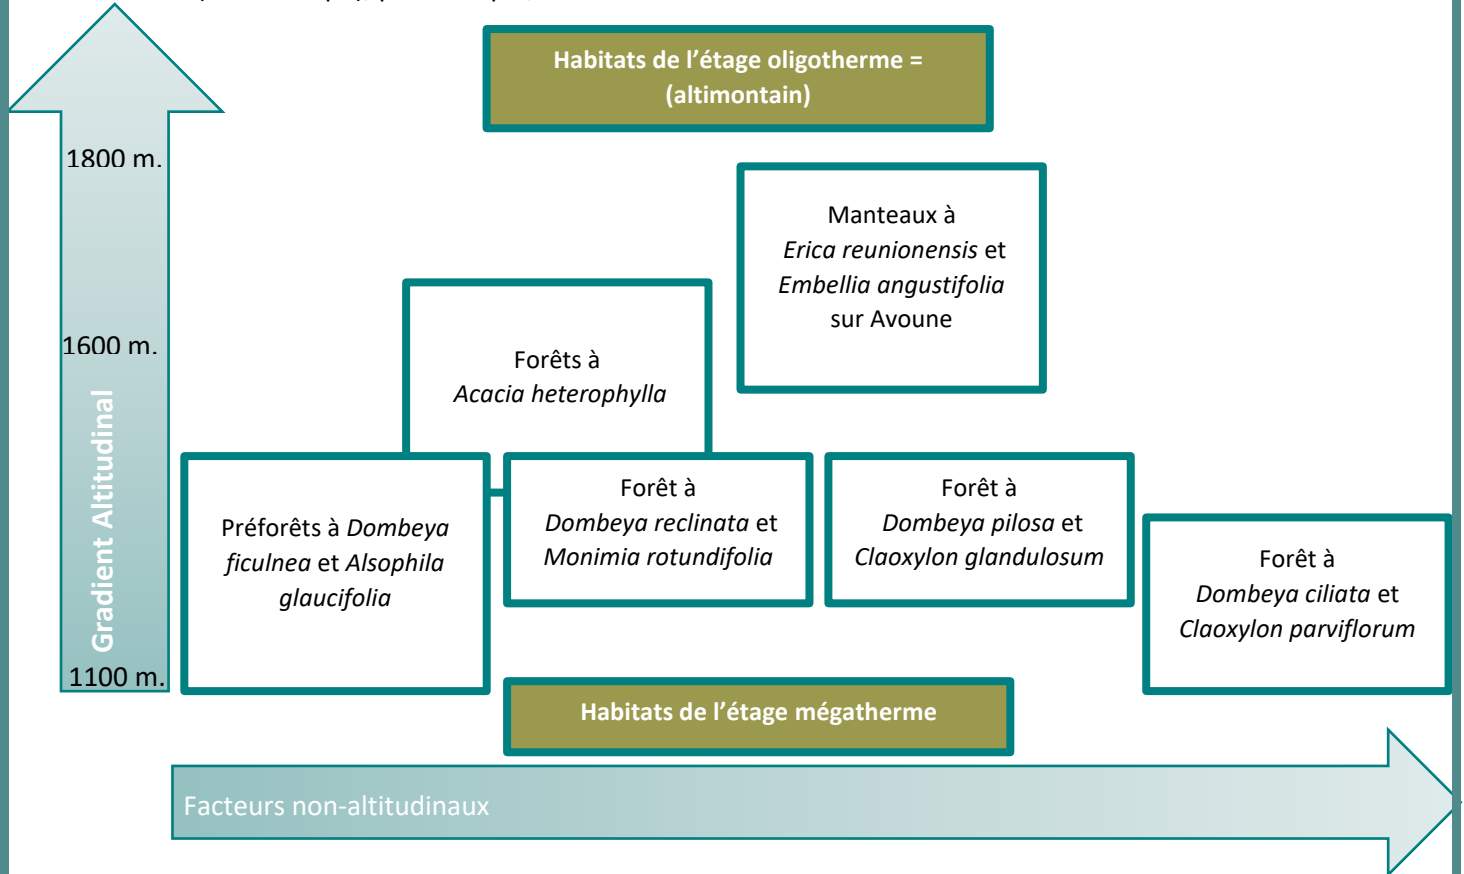 Habitats de l'étage oligotherme =
(altimontain)
1800 m.
Manteaux à
Erica reunionensis et
Embellia angustifolia
sur Avoune
1600 m.
Forêts à
Acacia heterophylla
Gradient Altitudinal
Préforêts à Dombeya
ficulnea et Alsophila
glaucifolia
Forêt à
Dombeya reclinata et
Monimia rotundifolia
Forêt à
Dombeya pilosa et
Claoxylon glandulosum
Forêt à
Dombeya ciliata et
Claoxylon parviflorum
1100 m.
Habitats de l'étage mégatherme
Facteurs non-altitudinaux